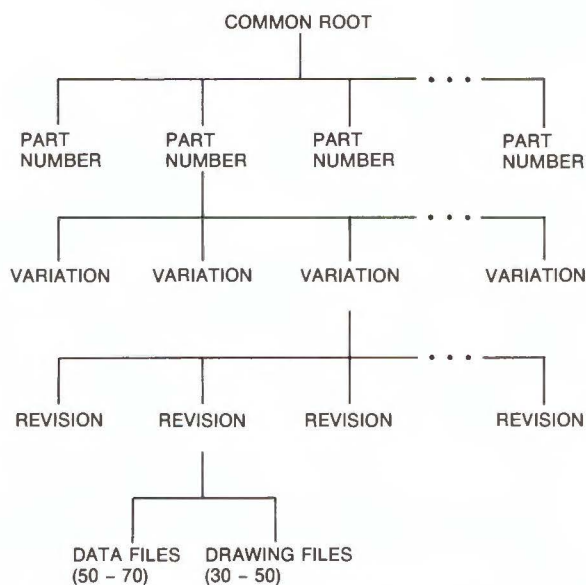 COMMON ROOT
• • •
PART NUMBER
PART NUMBER
PART NUMBER
PART NUMBER
• • •
VARIATION
VARIATION
VARIATION
VARIATION
• • •
REVISION
REVISION
REVISION
REVISION
DATA FILES
(50 – 70)
DRAWING FILES
(30 – 50)